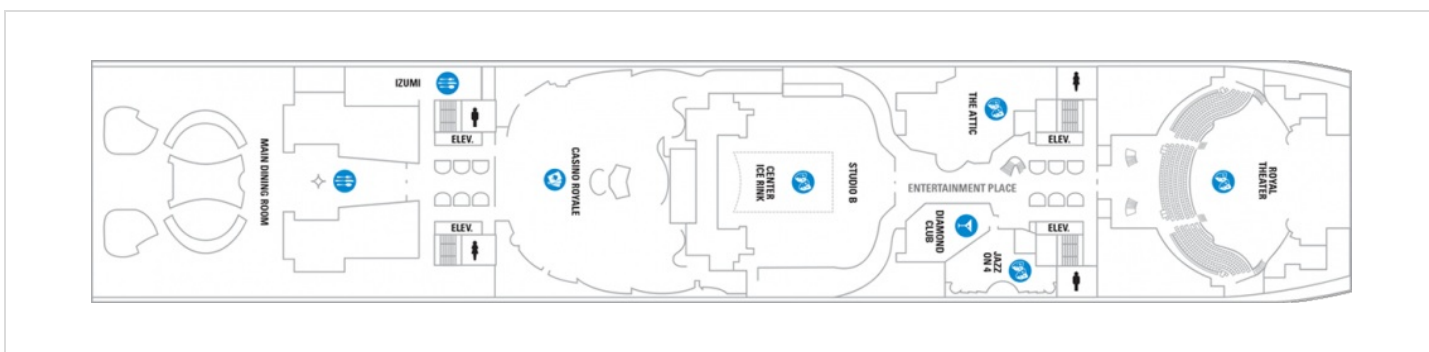 IZUMI
ELEV.
ELEV.
MAIN DINING ROOM
CASINO ROYALE
CENTER
ICE RINK
STUDIO B
THE ATTIC
ENTERTAINMENT PLACE
DIAMOND
CLUB
JAZZ
ON 4
ELEV.
ELEV.
ROYAL
THEATER